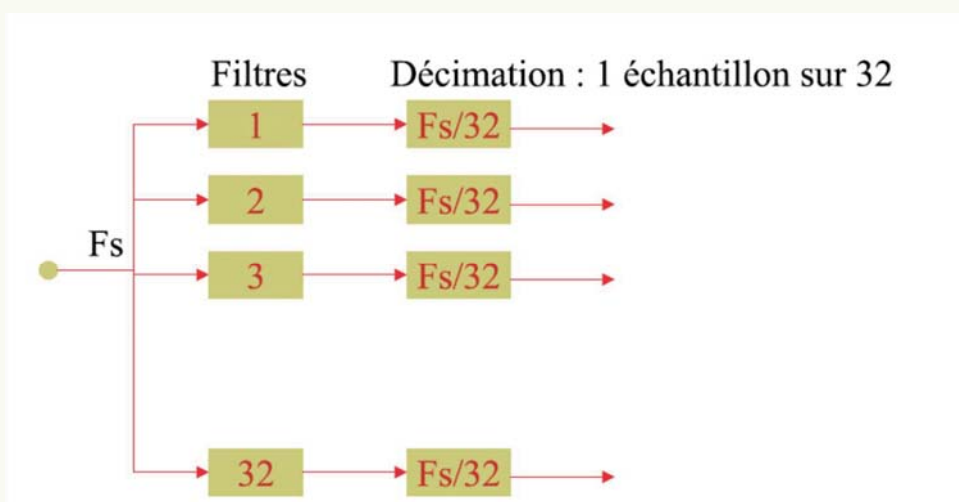 Filtres Décimation : 1 échantillon sur 32
1 Fs/32
2 Fs/32
Fs
3 Fs/32
32 Fs/32